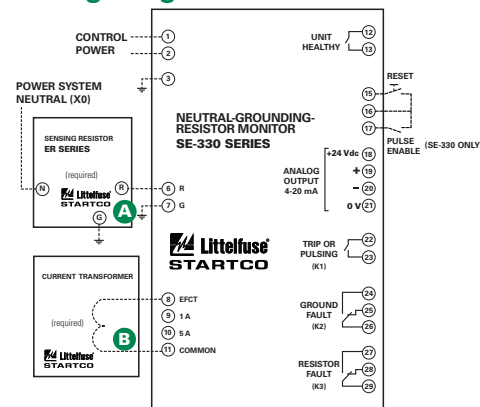 CONTROL
POWER
1
2
3
POWER SYSTEM
NEUTRAL (X0)
SENSING RESISTOR
ER SERIES
(required)
N
R
Littelfuse
STARTCO
G
A
6 R
7 G
CURRENT TRANSFORMER
(required)
B
Littelfuse
STARTCO
8 EFCT
9 1 A
10 5 A
11 COMMON
NEUTRAL-GROUNDING-
RESISTOR MONITOR
SE-330 SERIES
Littelfuse®
STARTCO
UNIT
HEALTHY
12
13
RESET
15
16
17
PULSE
ENABLE (SE-330 ONLY
ANALOG
OUTPUT
4-20 mA
+24 Vdc 18
+ 19
− 20
0 V 21
TRIP OR
PULSING
(K1)
22
23
GROUND
FAULT
(K2)
24
25
26
RESISTOR
FAULT
(K3)
27
28
29